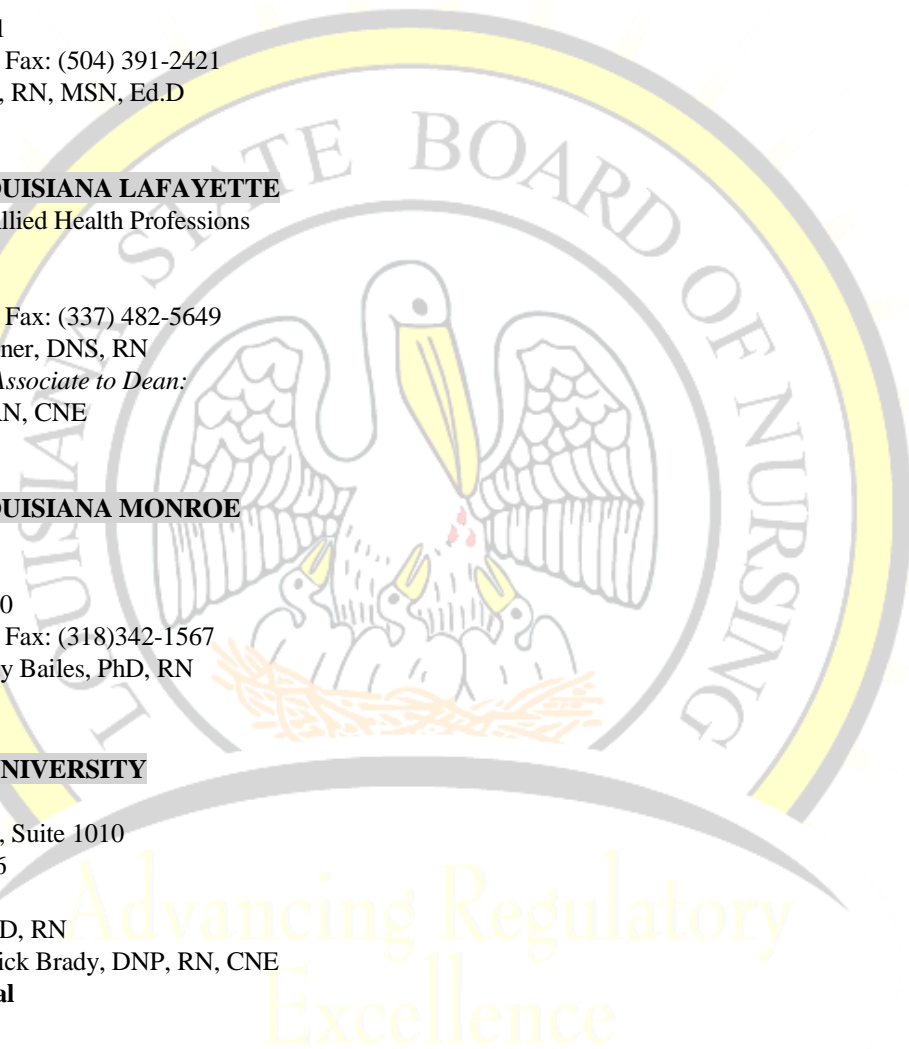 1
Fax: (504) 391-2421
, RN, MSN, Ed.D
OUISIANA LAFAYETTE
llied Health Professions
Fax: (337) 482-5649
ner, DNS, RN
Associate to Dean:
RN, CNE
OUISIANA MONROE
0
Fax: (318)342-1567
y Bailes, PhD, RN
NIVERSITY
, Suite 1010
6
D, RN
ick Brady, DNP, RN, CNE
al
LOUISIANA STATE BOARD OF NURSING
Advancing Regulatory
Excellence